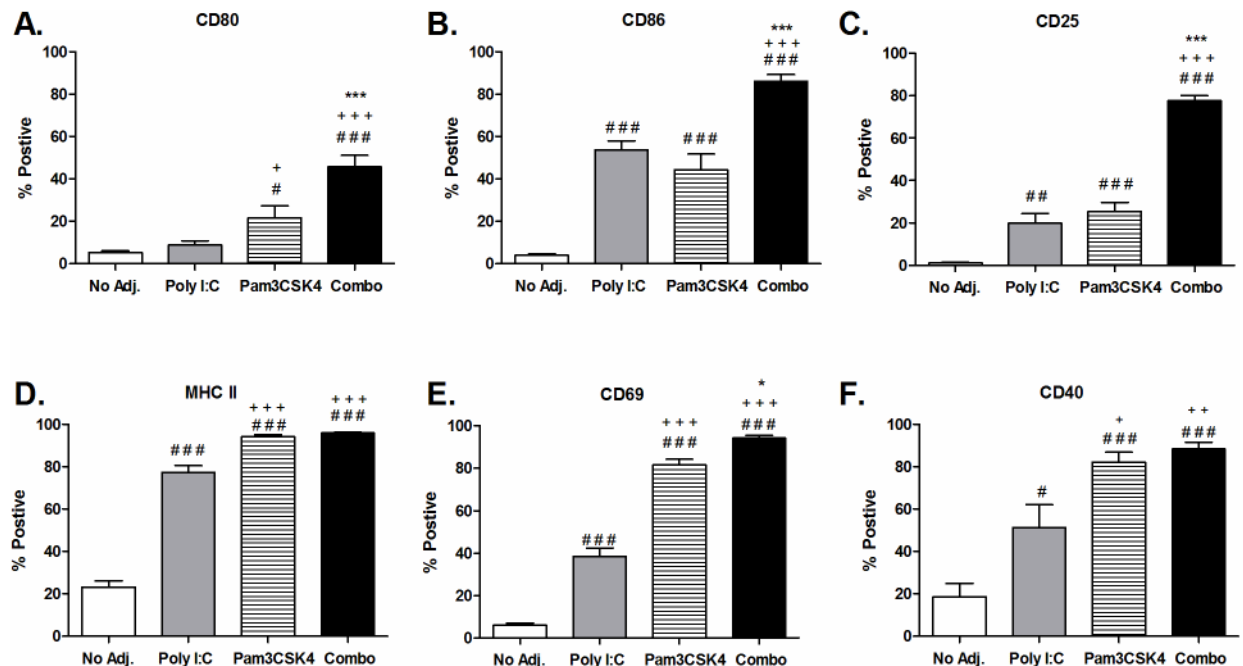 A.
CD80
% Postive
100
80
60
40
20
0
+
#
***
+ + +
# # #
No Adj.
Poly I:C
Pam3CSK4
Combo
B.
CD86
% Postive
100
80
60
40
20
0
# # #
# # #
***
+ + +
# # #
No Adj.
Poly I:C
Pam3CSK4
Combo
C.
CD25
% Postive
100
80
60
40
20
0
# #
# # #
***
+ + +
# # #
No Adj.
Poly I:C
Pam3CSK4
Combo
D.
MHC II
% Postive
100
80
60
40
20
0
# # #
+ + +
# # #
+ + +
# # #
No Adj.
Poly I:C
Pam3CSK4
Combo
E.
CD69
% Postive
100
80
60
40
20
0
# # #
+ + +
# # #
*
+ + +
# # #
No Adj.
Poly I:C
Pam3CSK4
Combo
F.
CD40
% Postive
100
80
60
40
20
0
#
+
# # #
+ +
# # #
No Adj.
Poly I:C
Pam3CSK4
Combo